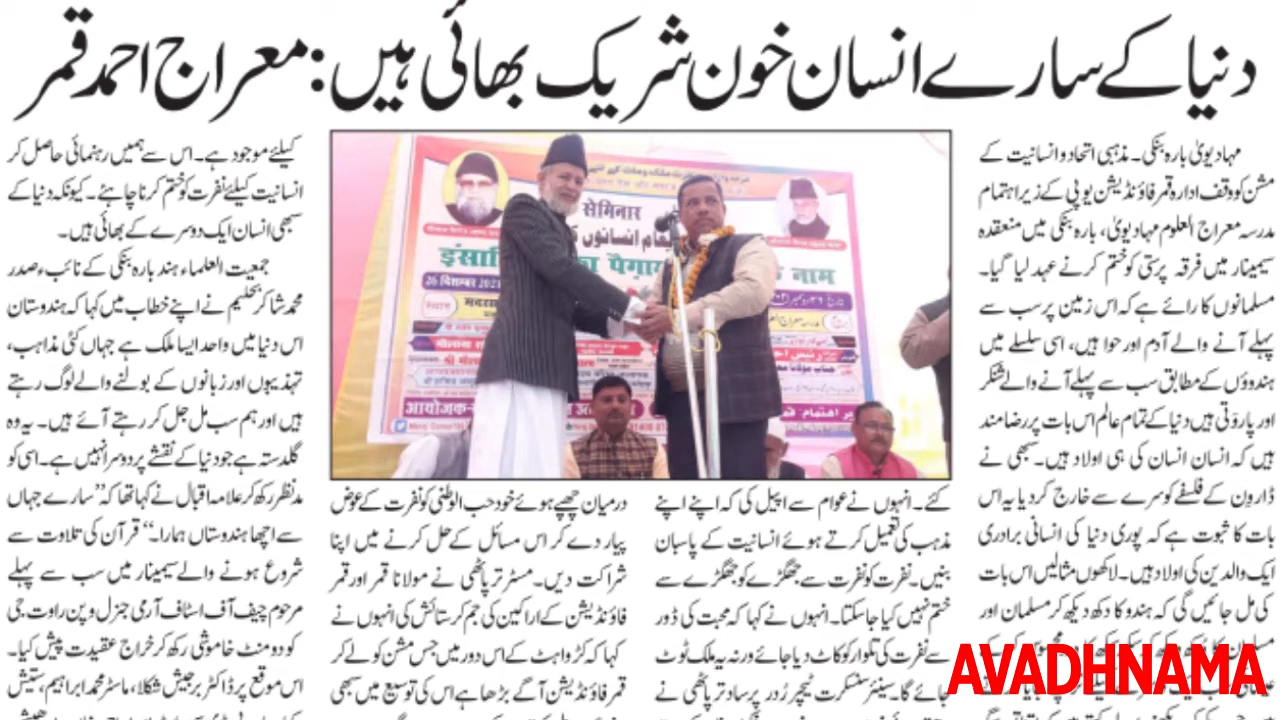 دنیا کے سارے انسان خون شریک بھائی ہیں: معراج احمد قمر
مہادیویٰ بارہ بنکی۔ مذہبی اتحاد و انسانیت کے
مشن کو وقف ادارہ قمر فاؤنڈیشن یوپی کے زیر اہتمام
مدرسہ معراج العلوم مہادیویٰ، بارہ بنکی میں منعقدہ
سیمینار میں فرقہ پرستی کو ختم کرنے عہد لیا گیا۔
مسلمانوں کا رائے ہے کہ اس زمین پر سب سے
پہلے آنے والے آدم اور حوا ہیں، اسی سلسلے میں
ہندوؤں کے مطابق سب سے پہلے آنے والے شنکر
اور پاروَتی ہیں دنیا کے تمام عالم اس بات پر رضا مند
ہیں کہ انسان انسان کی ہی اولاد ہیں۔ سبھی نے
ڈارون کے فلسفے کو سرے سے خارج کر دیا یہ اس
بات کا ثبوت ہے کہ پوری دنیا کی انسانی برادری
ایک والدین کی اولاد ہیں۔ لاکھوں مثالیں اس بات
کی مل جائیں گی کہ ہندو کا دکھ دیکھ کر مسلمان اور
سेमिनार
इंसानि का पैगाम नाम
26 दिसम्बर 202
मदरसा
आयोजक-
گئے۔ انہوں نے عوام سے اپیل کی کہ اپنے اپنے
مذہب کی تعمیل کرتے ہوئے انسانیت کے پاسبان
بنیں۔ نفرت کو نفرت سے جھگڑے کو جھگڑے سے
ختم نہیں کیا جاسکتا۔ انہوں نے کہا کہ محبت کی ڈور
سے نفرت کی تلوار کو کاٹ دیا جائے ورنہ یہ ملک ٹوٹ
جائے گا۔ سینئر سنسکرت ٹیچر رُدر پرساد ترپاٹھی نے
درمیان چھپے ہوئے خود حب الوطنی کو نفرت کے عوض
پیار دے کر اس مسائل کے حل کرنے میں اپنا
شراکت دیں۔ مسٹر ترپاٹھی نے مولانا قمر اور قمر
فاؤنڈیشن کے اراکین کی جم کر ستائش کی انہوں نے
کہا کہ کڑواہٹ کے اس دور میں جس مشن کو لے کر
قمر فاؤنڈیشن آگے بڑھا ہے اس کی توسیع میں سبھی
کیلئے موجود ہے۔ اس سے ہمیں رہنمائی حاصل کر
انسانیت کیلئے نفرت کو ختم کرنا چاہئے۔ کیونکہ دنیا کے
سبھی انسان ایک دوسرے کے بھائی ہیں۔
جمعیت العلماء ہند بارہ بنکی کے نائب صدر
محمد شاکر بحلیم نے اپنے خطاب میں کہا کہ ہندوستان
اس دنیا میں واحد ایسا ملک ہے جہاں کئی مذاہب،
تہذیبوں اور زبانوں کے بولنے والے لوگ رہتے
ہیں اور ہم سب مل جل کر رہتے آئے ہیں۔ یہ وہ
گلدستہ ہے جو دنیا کے نقشے پر دوسرا نہیں ہے۔ اسی کو
مدنظر رکھ کر علامہ اقبال نے کہا تھا کہ ”سارے جہاں
سے اچھا ہندوستاں ہمارا۔“ قرآن کی تلاوت سے
شروع ہونے والے سیمینار میں سب سے پہلے
مرحوم چیف آف اسٹاف آرمی جنرل وپن راوت جی
کو دو منٹ خاموشی رکھ کر خراج عقیدت پیش کیا۔
اس موقع پر ڈاکٹر برجیش شکلا، ماسٹر محمد ابراہیم، ستیش
AVADHNAMA